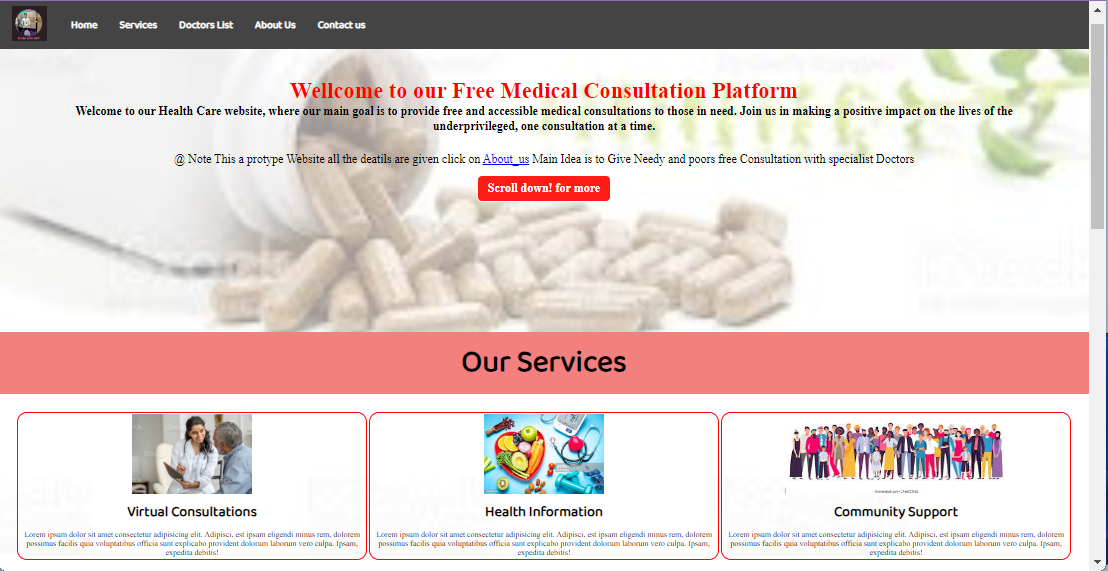 Home Services Doctors List About Us Contact us
Wellcome to our Free Medical Consultation Platform
Welcome to our Health Care website, where our main goal is to provide free and accessible medical consultations to those in need. Join us in making a positive impact on the lives of the
underprivileged, one consultation at a time.
@ Note This a protype Website all the deatils are given click on About_us Main Idea is to Give Needy and poors free Consultation with specialist Doctors
Scroll down! for more
Our Services
Virtual Consultations
Lorem ipsum dolor sit amet consectetur adipisicing elit. Adipisci, est ipsam eligendi minus rem, dolorem
possimus facilis quia voluptatibus officia sunt explicabo provident dolorum laborum vero culpa. Ipsam,
expedita debitis!
Health Information
Lorem ipsum dolor sit amet consectetur adipisicing elit. Adipisci, est ipsam eligendi minus rem, dolorem
possimus facilis quia voluptatibus officia sunt explicabo provident dolorum laborum vero culpa. Ipsam,
expedita debitis!
Community Support
Lorem ipsum dolor sit amet consectetur adipisicing elit. Adipisci, est ipsam eligendi minus rem, dolorem
possimus facilis quia voluptatibus officia sunt explicabo provident dolorum laborum vero culpa. Ipsam,
expedita debitis!